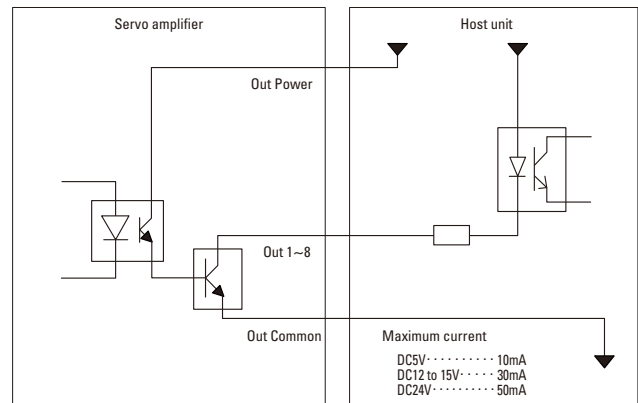 Servo amplifier
Host unit
Out Power
Out 1~8
Out Common
Maximum current
DC5V·········· 10mA
DC12 to 15V····· 30mA
DC24V·········· 50mA